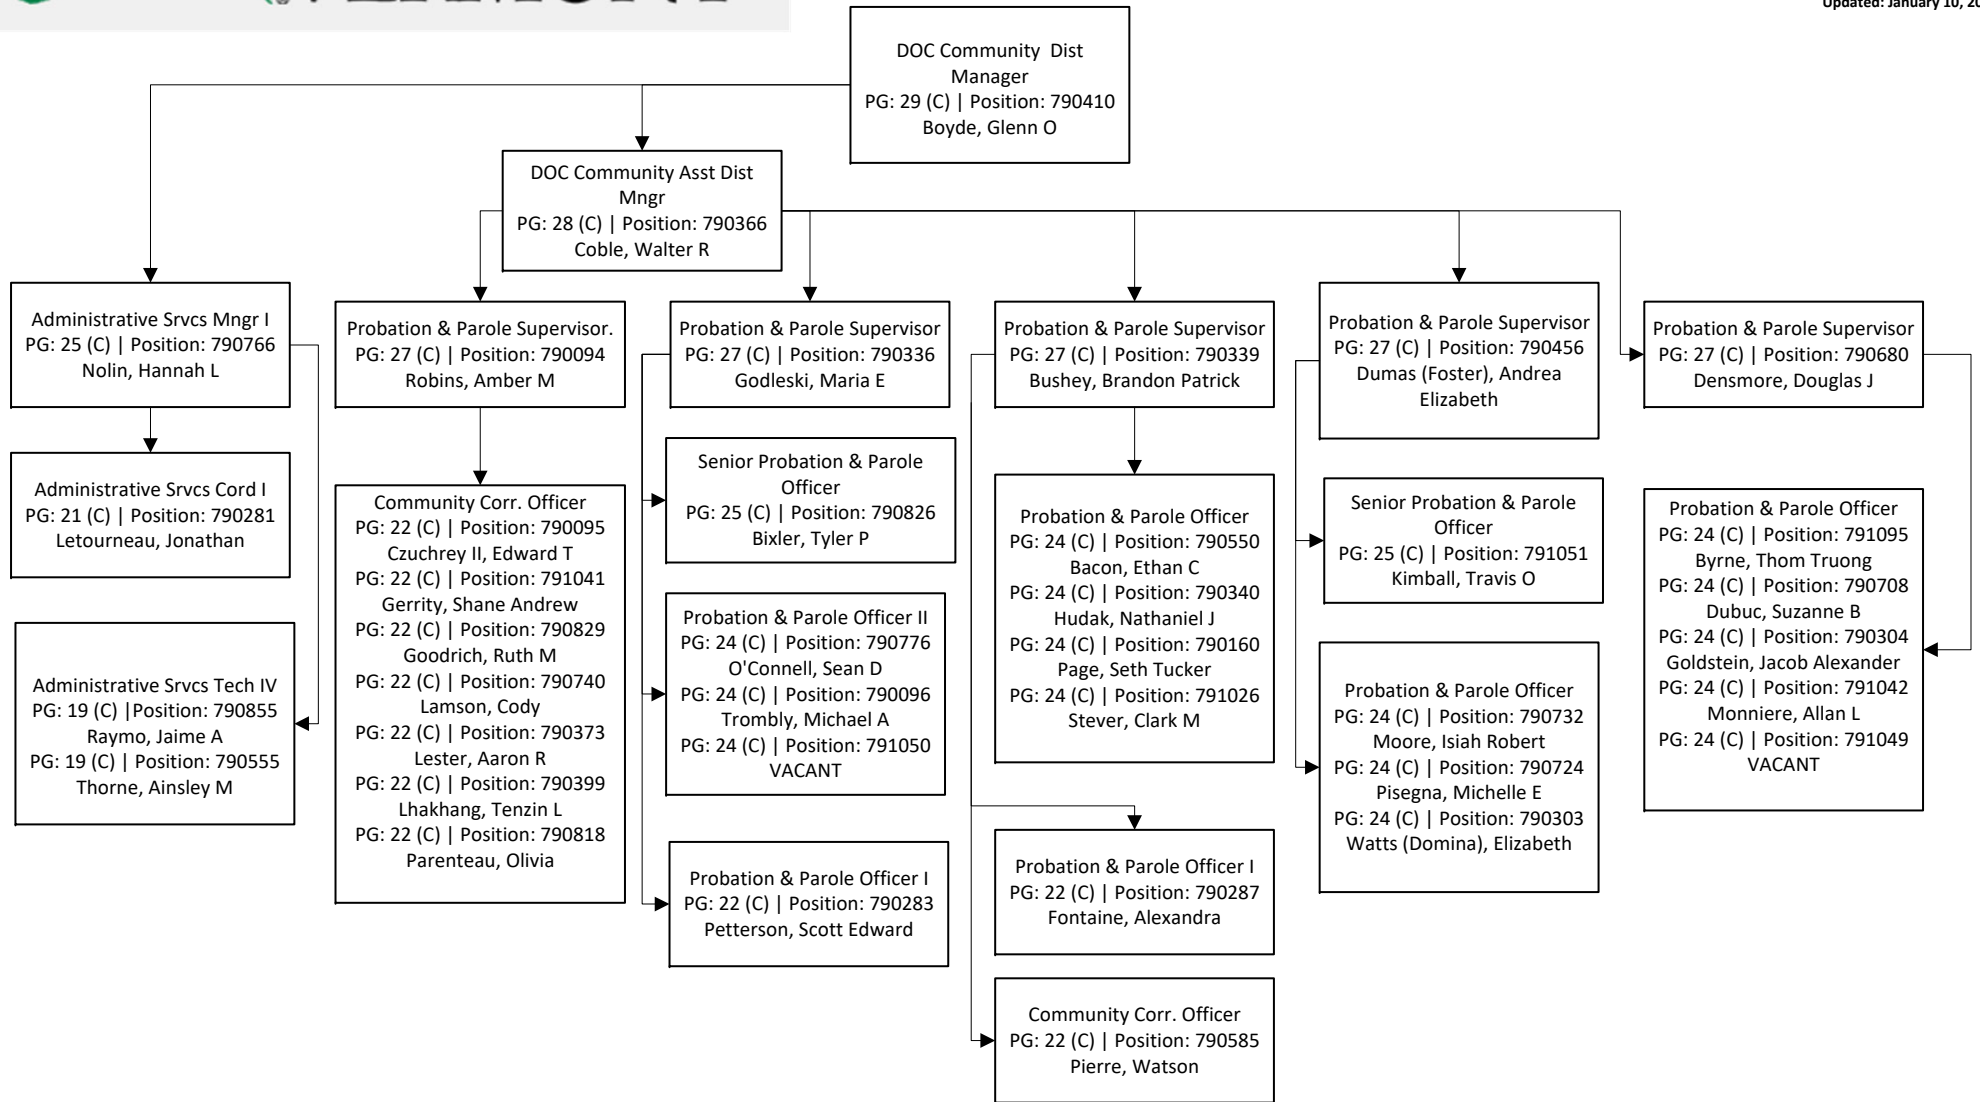 VERMONT
Updated: January 10, 20
DOC Community Dist
Manager
PG: 29 (C) | Position: 790410
Boyde, Glenn O
DOC Community Asst Dist
Mngr
PG: 28 (C) | Position: 790366
Coble, Walter R
Administrative Srvcs Mngr I
PG: 25 (C) | Position: 790766
Nolin, Hannah L
Administrative Srvcs Cord I
PG: 21 (C) | Position: 790281
Letourneau, Jonathan
Administrative Srvcs Tech IV
PG: 19 (C) |Position: 790855
Raymo, Jaime A
PG: 19 (C) | Position: 790555
Thorne, Ainsley M
Probation & Parole Supervisor.
PG: 27 (C) | Position: 790094
Robins, Amber M
Community Corr. Officer
PG: 22 (C) | Position: 790095
Czuchrey II, Edward T
PG: 22 (C) | Position: 791041
Gerrity, Shane Andrew
PG: 22 (C) | Position: 790829
Goodrich, Ruth M
PG: 22 (C) | Position: 790740
Lamson, Cody
PG: 22 (C) | Position: 790373
Lester, Aaron R
PG: 22 (C) | Position: 790399
Lhakhang, Tenzin L
PG: 22 (C) | Position: 790818
Parenteau, Olivia
Probation & Parole Supervisor
PG: 27 (C) | Position: 790336
Godleski, Maria E
Senior Probation & Parole
Officer
PG: 25 (C) | Position: 790826
Bixler, Tyler P
Probation & Parole Officer II
PG: 24 (C) | Position: 790776
O'Connell, Sean D
PG: 24 (C) | Position: 790096
Trombly, Michael A
PG: 24 (C) | Position: 791050
VACANT
Probation & Parole Officer I
PG: 22 (C) | Position: 790283
Petterson, Scott Edward
Probation & Parole Supervisor
PG: 27 (C) | Position: 790339
Bushey, Brandon Patrick
Probation & Parole Officer
PG: 24 (C) | Position: 790550
Bacon, Ethan C
PG: 24 (C) | Position: 790340
Hudak, Nathaniel J
PG: 24 (C) | Position: 790160
Page, Seth Tucker
PG: 24 (C) | Position: 791026
Stever, Clark M
Probation & Parole Officer I
PG: 22 (C) | Position: 790287
Fontaine, Alexandra
Community Corr. Officer
PG: 22 (C) | Position: 790585
Pierre, Watson
Probation & Parole Supervisor
PG: 27 (C) | Position: 790456
Dumas (Foster), Andrea
Elizabeth
Senior Probation & Parole
Officer
PG: 25 (C) | Position: 791051
Kimball, Travis O
Probation & Parole Officer
PG: 24 (C) | Position: 790732
Moore, Isiah Robert
PG: 24 (C) | Position: 790724
Pisegna, Michelle E
PG: 24 (C) | Position: 790303
Watts (Domina), Elizabeth
Probation & Parole Supervisor
PG: 27 (C) | Position: 790680
Densmore, Douglas J
Probation & Parole Officer
PG: 24 (C) | Position: 791095
Byrne, Thom Truong
PG: 24 (C) | Position: 790708
Dubuc, Suzanne B
PG: 24 (C) | Position: 790304
Goldstein, Jacob Alexander
PG: 24 (C) | Position: 791042
Monniere, Allan L
PG: 24 (C) | Position: 791049
VACANT